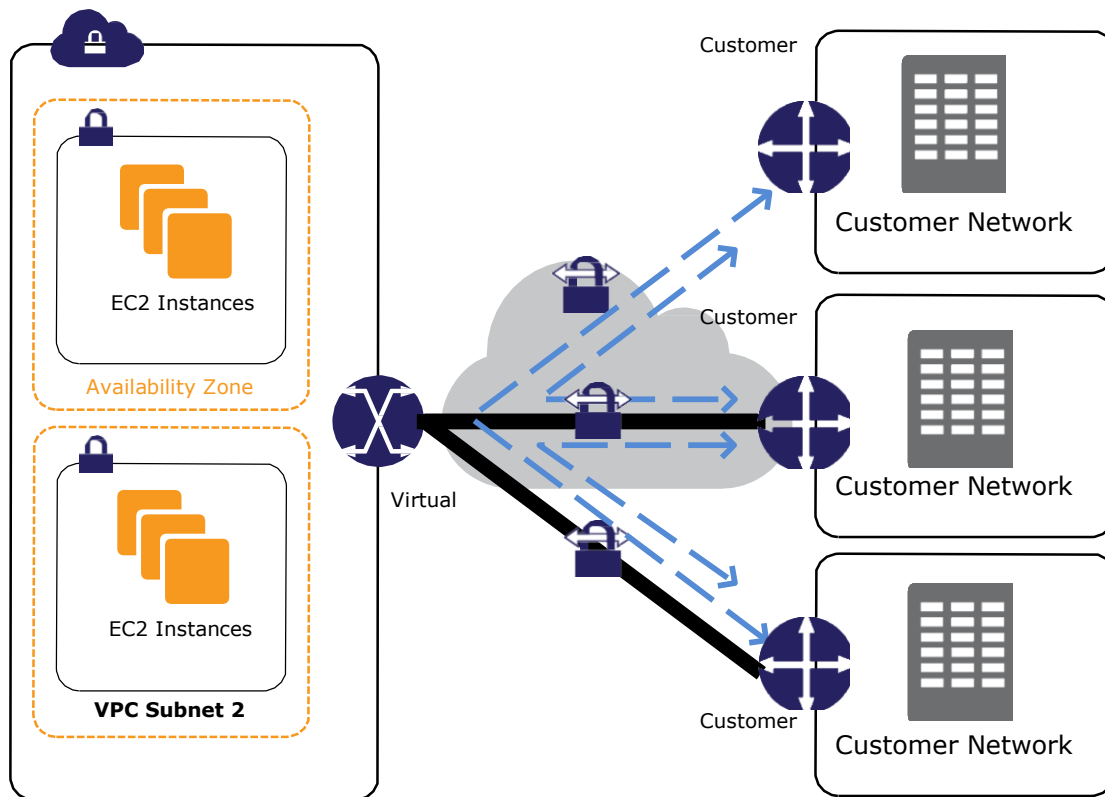 EC2 Instances
Availability Zone
EC2 Instances
VPC Subnet 2
Virtual
Customer
Customer Network
Customer
Customer Network
Customer
Customer Network